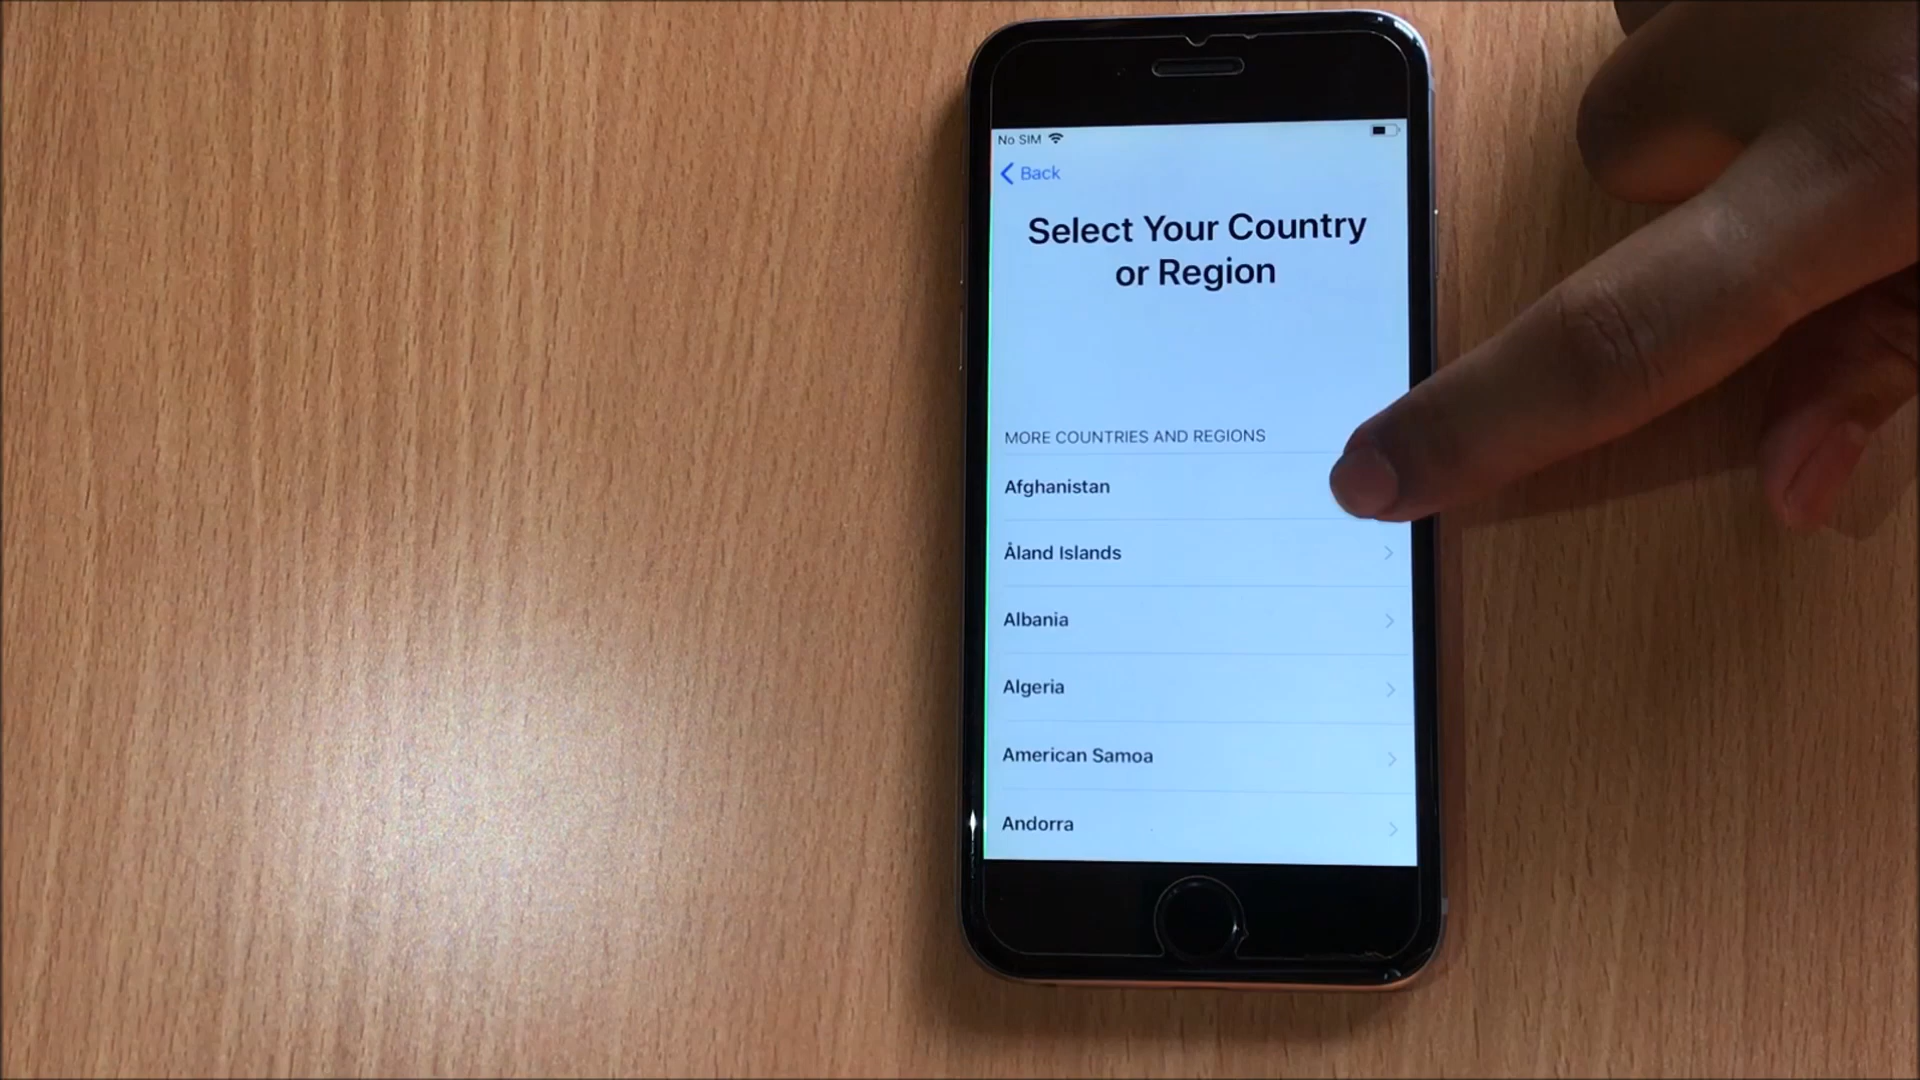 No SIM
Back
Select Your Country
or Region
MORE COUNTRIES AND REGIONS
Afghanistan
Åland Islands
Albania
Algeria
American Samoa
Andorra